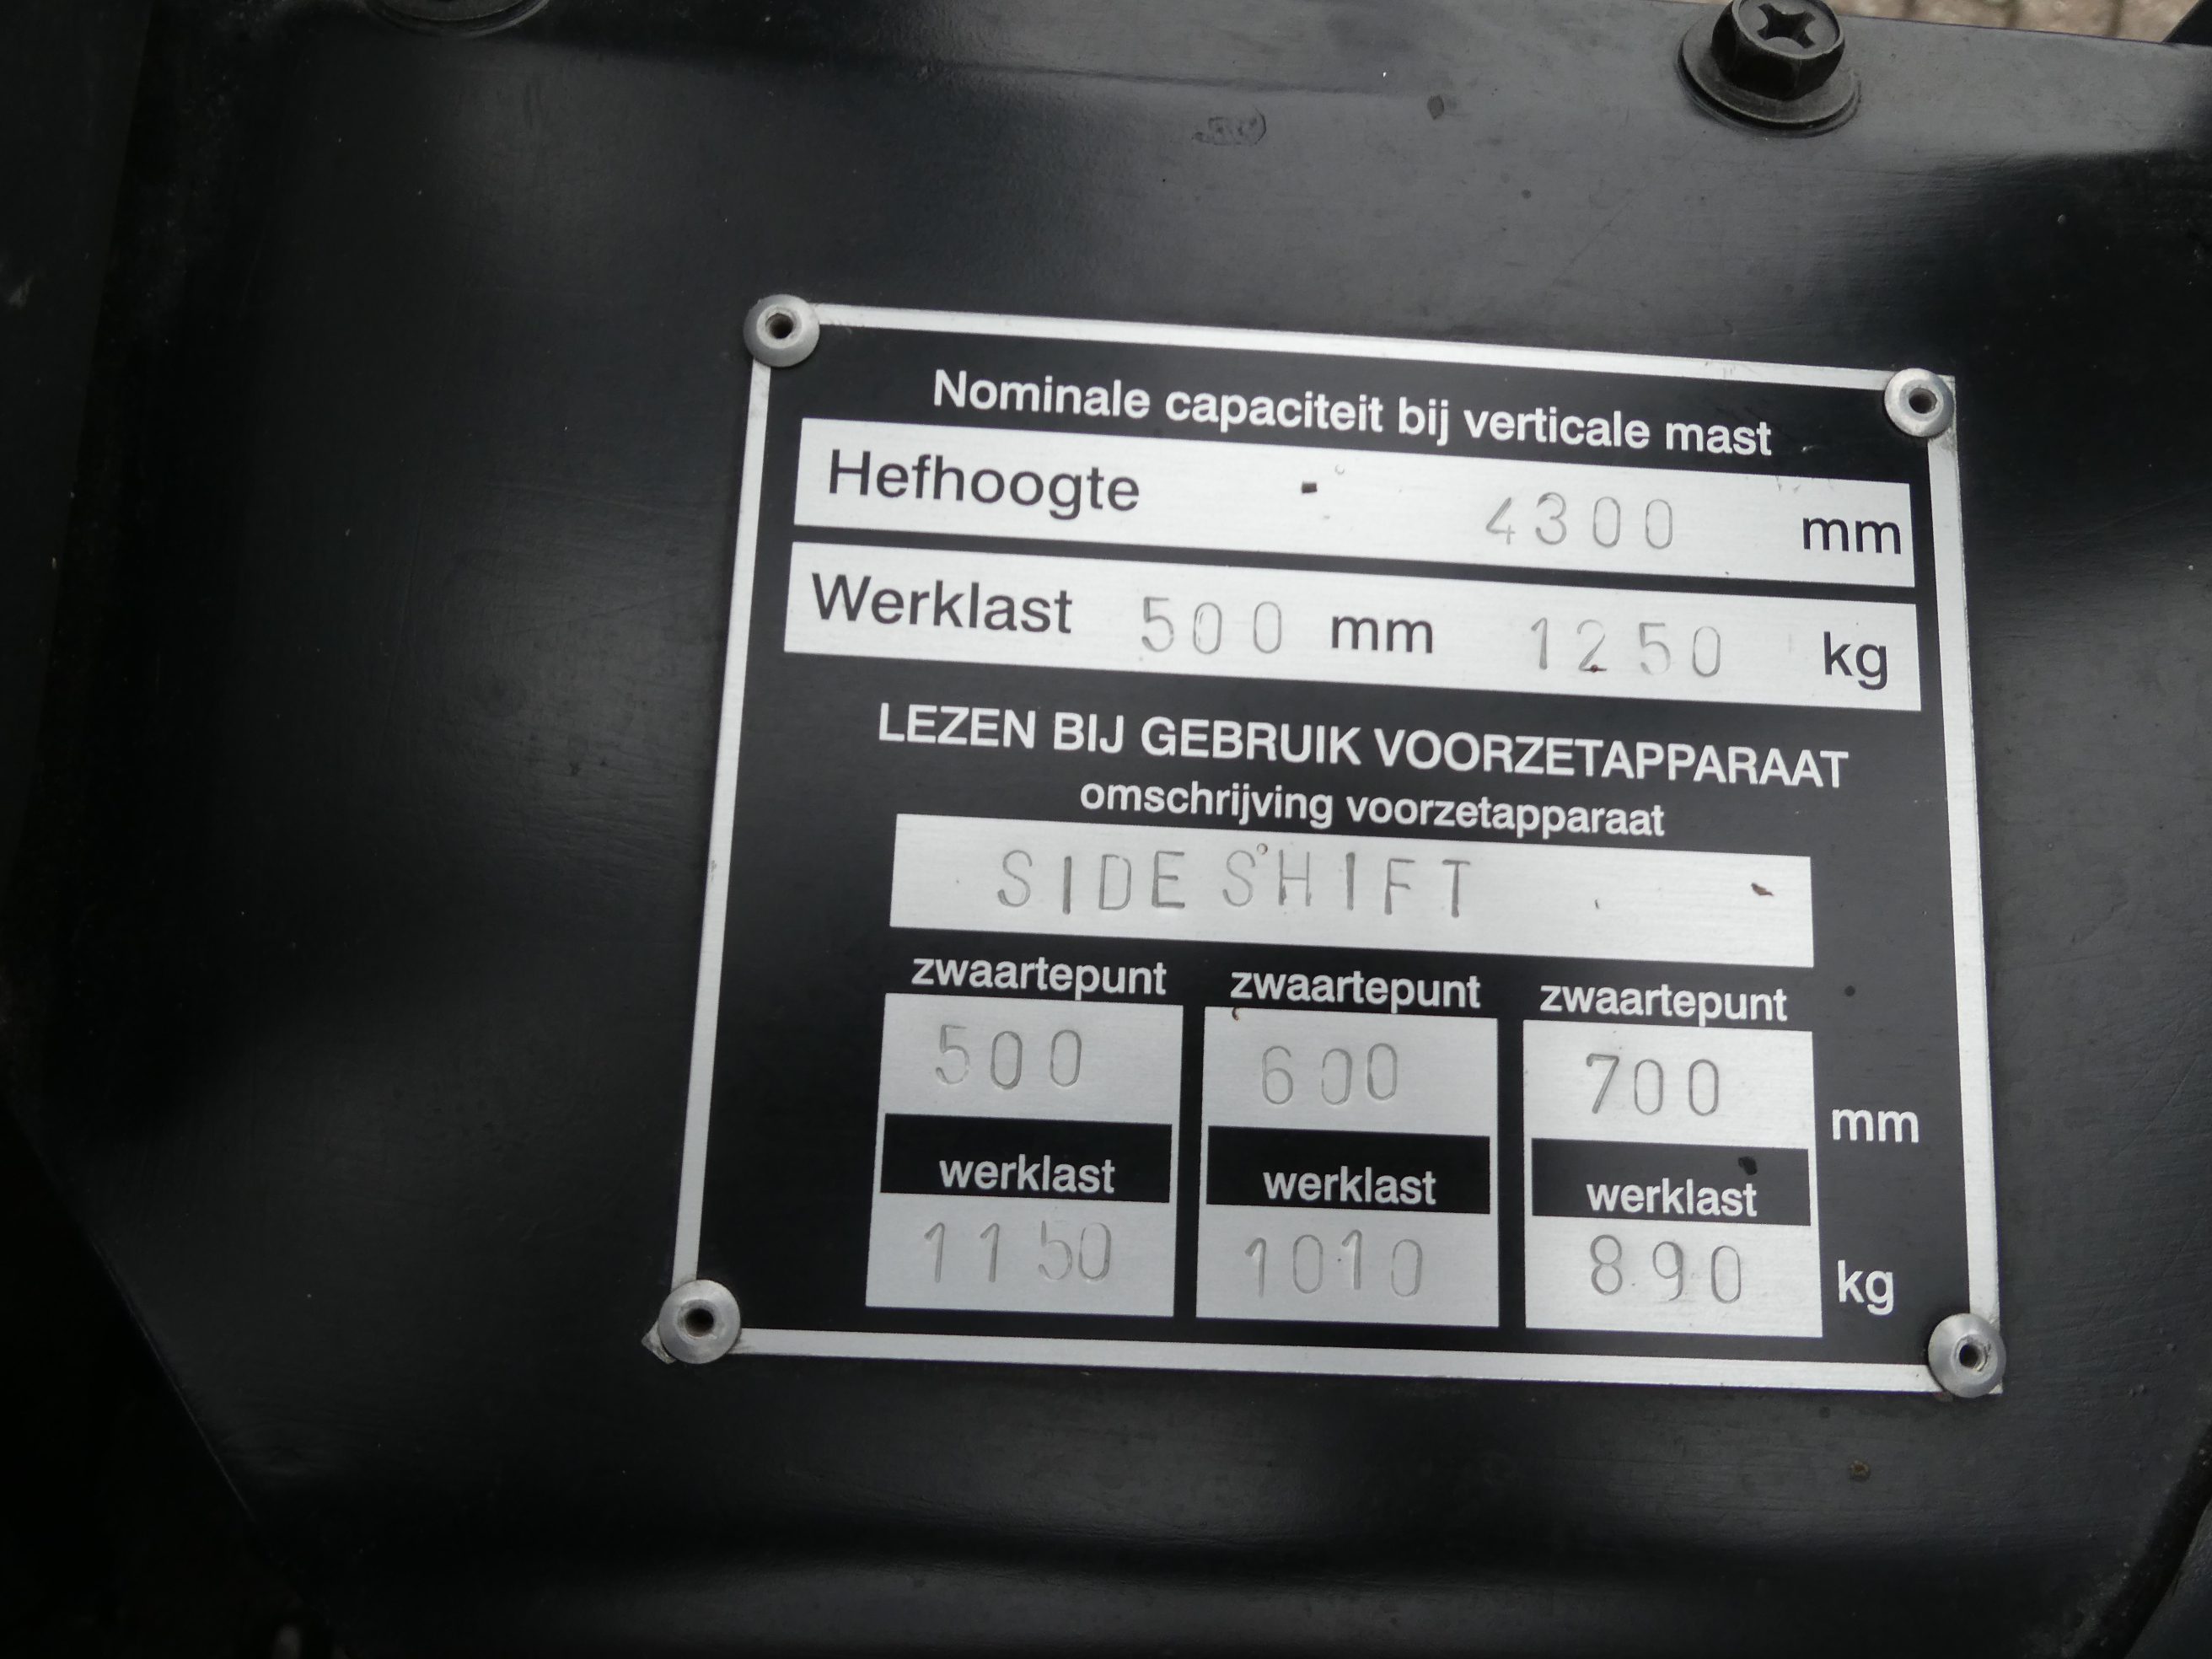 Nominale capaciteit bij verticale mast
Hefhoogte 4300 mm
Werklast 500 mm 1250 kg
LEZEN BIJ GEBRUIK VOORZETAPPARAAT
omschrijving voorzetapparaat
SIDE SHIFT
zwaartepunt zwaartepunt zwaartepunt
500 600 700 mm
werklast werklast werklast
1150 1010 890 kg